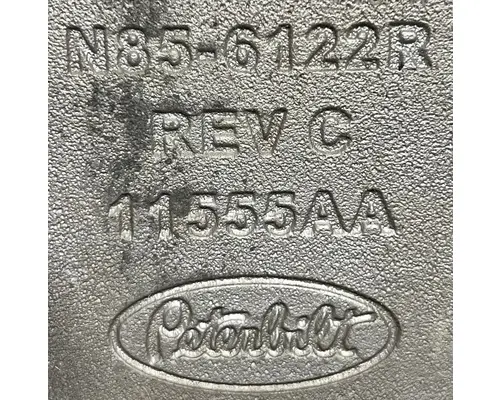 N85-6122R
REV C
11555AA
Peterbilt